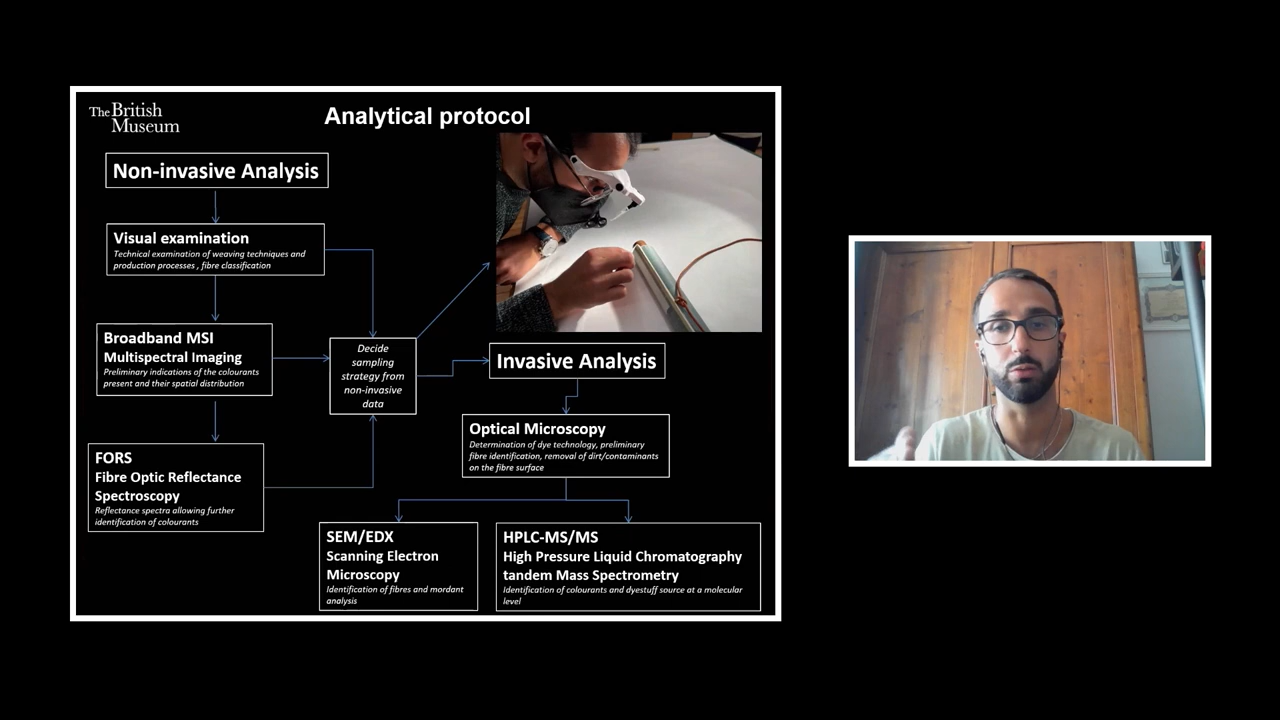 The British
Museum
Analytical protocol
Non-invasive Analysis
Visual examination
Technical examination of weaving techniques and
production processes , fibre classification
Broadband MSI
Multispectral Imaging
Preliminary indications of the colourants
present and their spatial distribution
FORS
Fibre Optic Reflectance
Spectroscopy
Reflectance spectra allowing further
identification of colourants
Decide
sampling
strategy from
non-invasive
data
Invasive Analysis
Optical Microscopy
Determination of dye technology, preliminary
fibre identification, removal of dirt/contaminants
on the fibre surface
SEM/EDX
Scanning Electron
Microscopy
Identification of fibres and mordant
analysis
HPLC-MS/MS
High Pressure Liquid Chromatography
tandem Mass Spectrometry
Identification of colourants and dyestuff source at a molecular
level